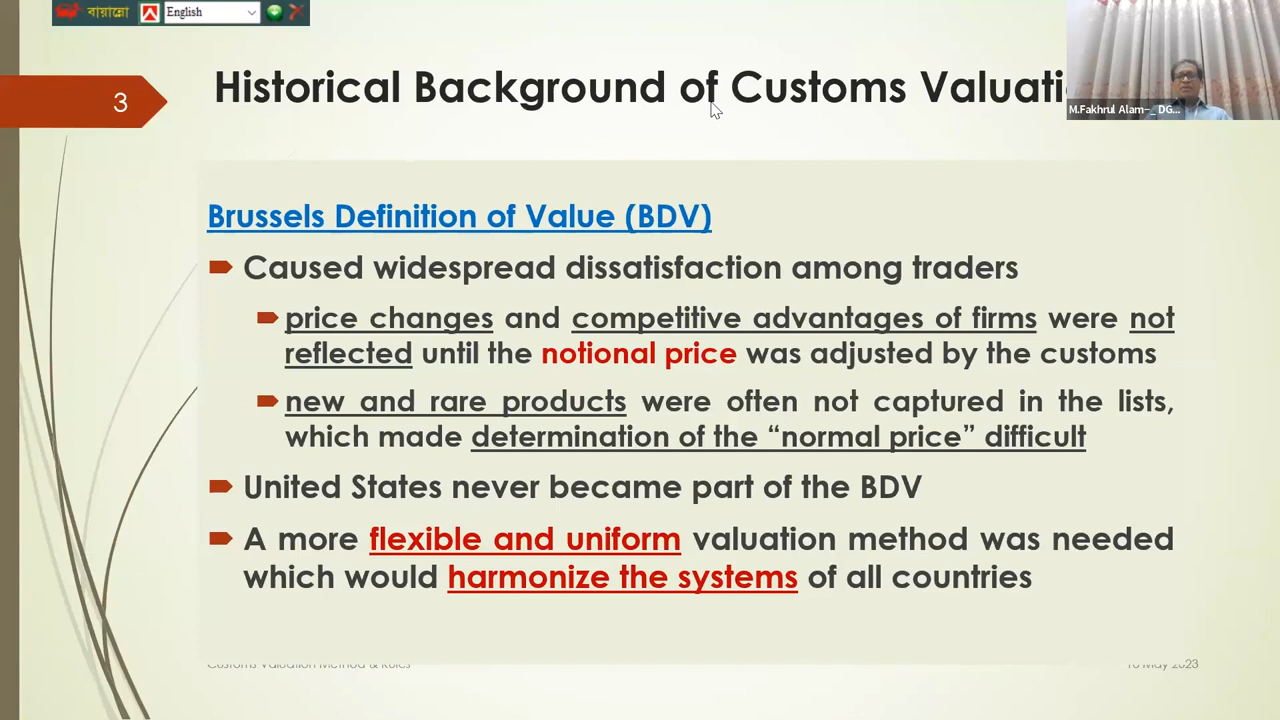 বায়ান্নো English
3
Historical Background of Customs Valuati
M.Fakhrul Alam-_ DG...
Brussels Definition of Value (BDV)
Caused widespread dissatisfaction among traders
price changes and competitive advantages of firms were not
reflected until the notional price was adjusted by the customs
new and rare products were often not captured in the lists,
which made determination of the “normal price” difficult
United States never became part of the BDV
A more flexible and uniform valuation method was needed
which would harmonize the systems of all countries
Customs Valuation Method & Rules
May 2023